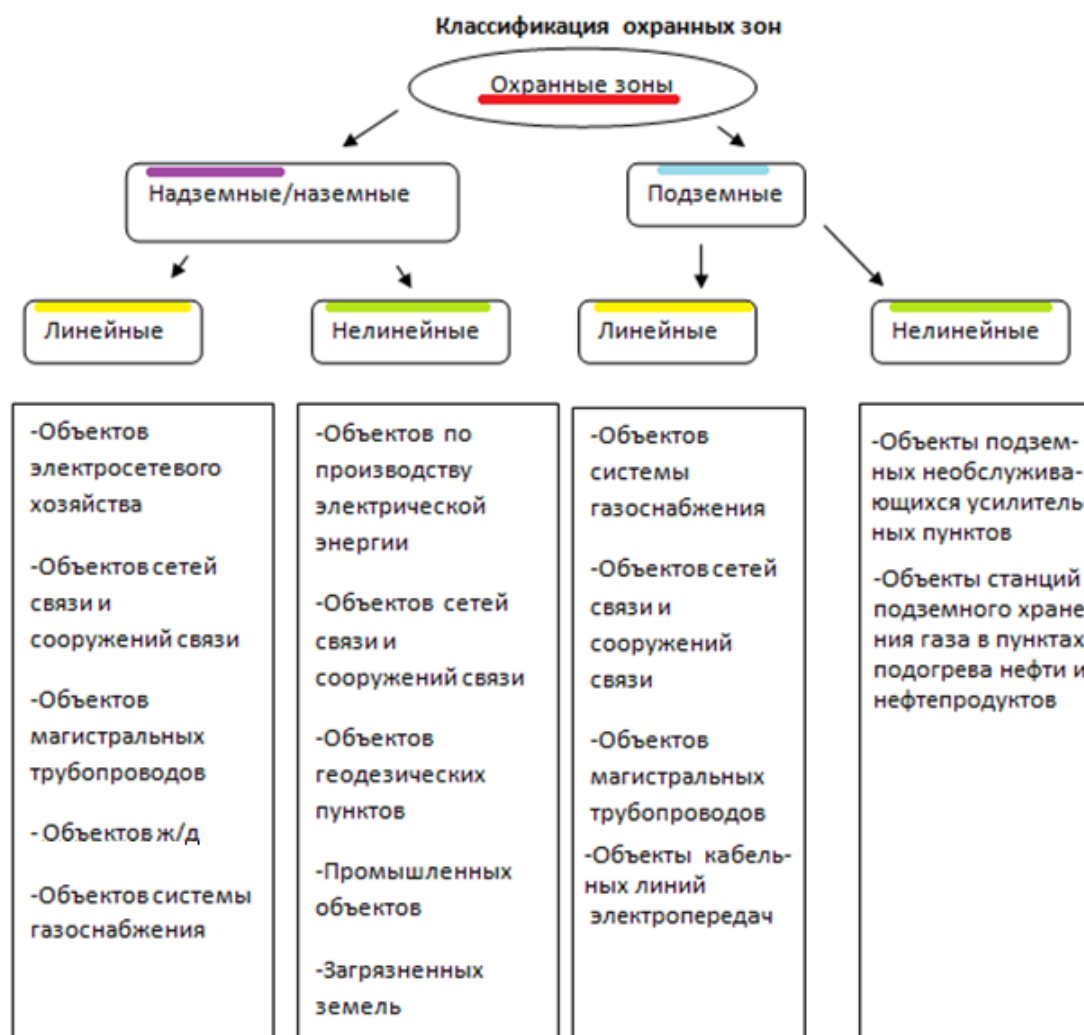 Классификация охранных зон
Охранные зоны
Надземные/наземные
Подземные
Линейные
Нелинейные
Линейные
Нелинейные
-Объектов
электросетевого
хозяйства
-Объектов сетей
связи и
сооружений связи
-Объектов
магистральных
трубопроводов
- Объектов ж/д
-Объектов системы
газоснабжения
-Объектов по
производству
электрической
энергии
-Объектов сетей
связи и
сооружений связи
-Объектов
геодезических
пунктов
-Промышленных
объектов
-Загрязненных
земель
-Объектов
системы
газоснабжения
-Объектов сетей
связи и
сооружений
связи
-Объектов
магистральных
трубопроводов
-Объекты кабель-
ных линий
электропередач
-Объекты подзем-
ных необслужива-
ющихся усилитель-
ных пунктов
-Объекты станций
подземного хране
ния газа в пунктах
подогрева нефти и
нефтепродуктов